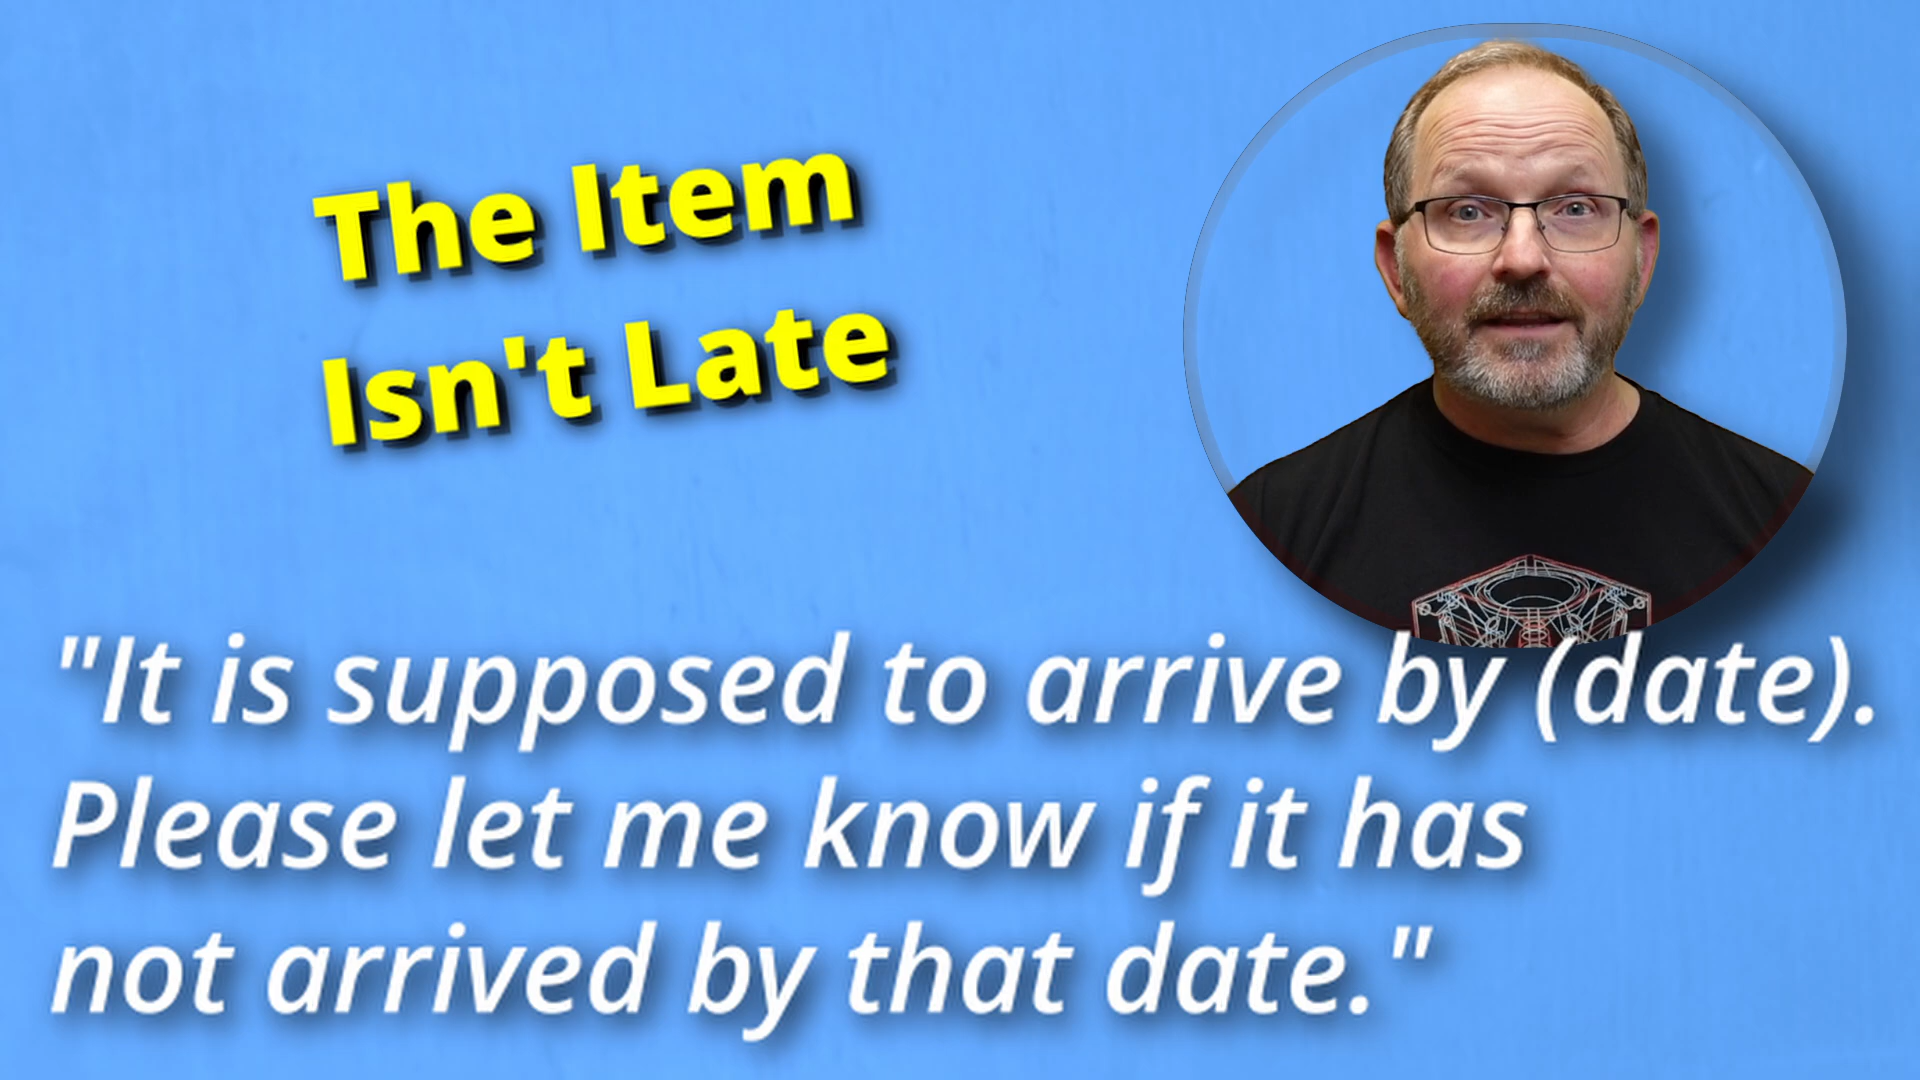 The Item
Isn't Late
"It is supposed to arrive by (date).
Please let me know if it has
not arrived by that date."